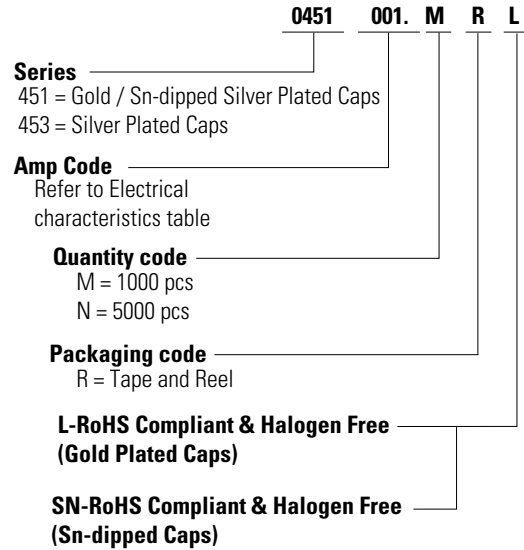 0451 001. M R L
Series
451 = Gold / Sn-dipped Silver Plated Caps
453 = Silver Plated Caps
Amp Code
Refer to Electrical
characteristics table
Quantity code
M = 1000 pcs
N = 5000 pcs
Packaging code
R = Tape and Reel
L-RoHS Compliant & Halogen Free
(Gold Plated Caps)
SN-RoHS Compliant & Halogen Free
(Sn-dipped Caps)